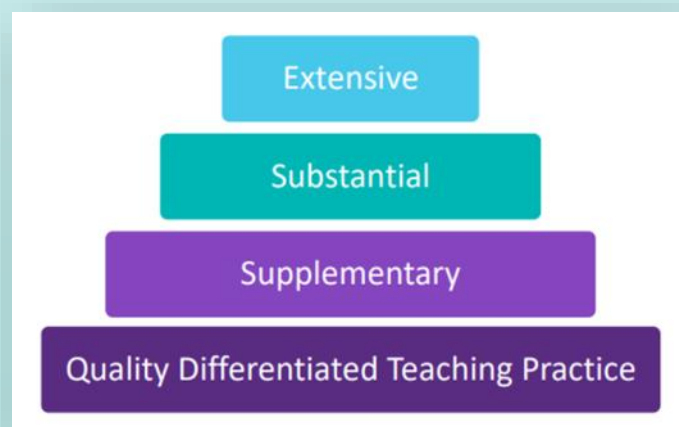 Extensive
Substantial
Supplementary
Quality Differentiated Teaching Practice